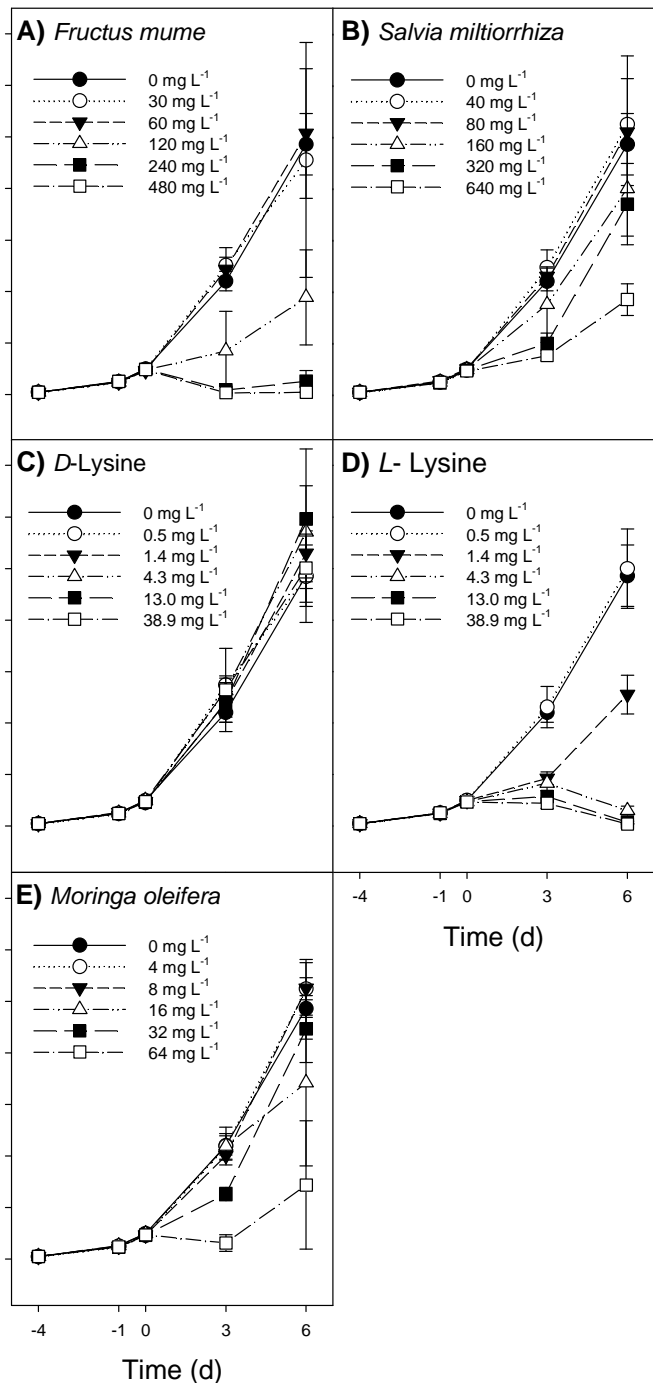 A) Fructus mume
0 mg L-1
30 mg L-1
60 mg L-1
120 mg L-1
240 mg L-1
480 mg L-1
B) Salvia miltiorrhiza
0 mg L-1
40 mg L-1
80 mg L-1
160 mg L-1
320 mg L-1
640 mg L-1
C) D-Lysine
0 mg L-1
0.5 mg L-1
1.4 mg L-1
4.3 mg L-1
13.0 mg L-1
38.9 mg L-1
D) L- Lysine
0 mg L-1
0.5 mg L-1
1.4 mg L-1
4.3 mg L-1
13.0 mg L-1
38.9 mg L-1
-4 -1 0 3 6
Time (d)
E) Moringa oleifera
0 mg L-1
4 mg L-1
8 mg L-1
16 mg L-1
32 mg L-1
64 mg L-1
-4 -1 0 3 6
Time (d)